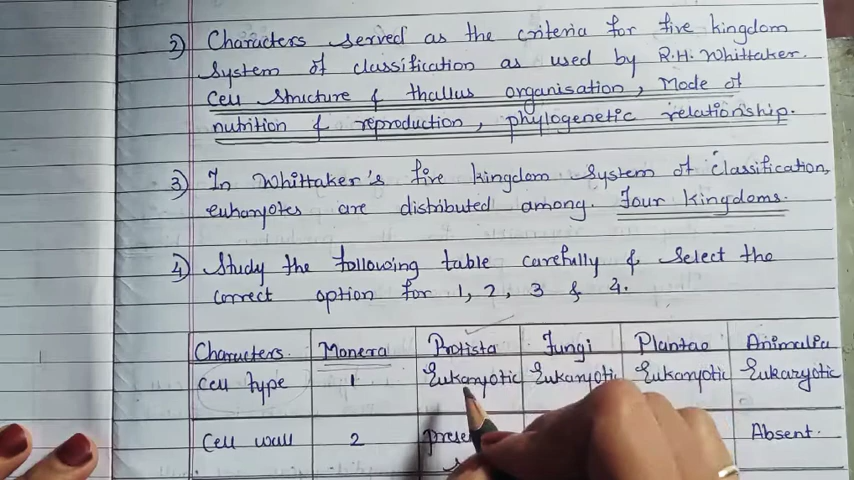 2) Characters served as the criteria for five kingdom
System of classification as used by R.H. Whittaker.
Cell Structure & thallus organisation, Mode of
nutrition & reproduction, phylogenetic relationship.
3) In Whittaker's five kingdom System of classification,
eukaryotes are distributed among. Four kingdoms.
4) Study the following table carefully & Select the
correct option for 1, 2, 3 & 4.
Characters. Monera Protista Fungi Plantae Animalia
Cell type 1 Eukaryotic Eukaryotic Eukaryotic Eukaryotic
Cell wall 2 Absent.